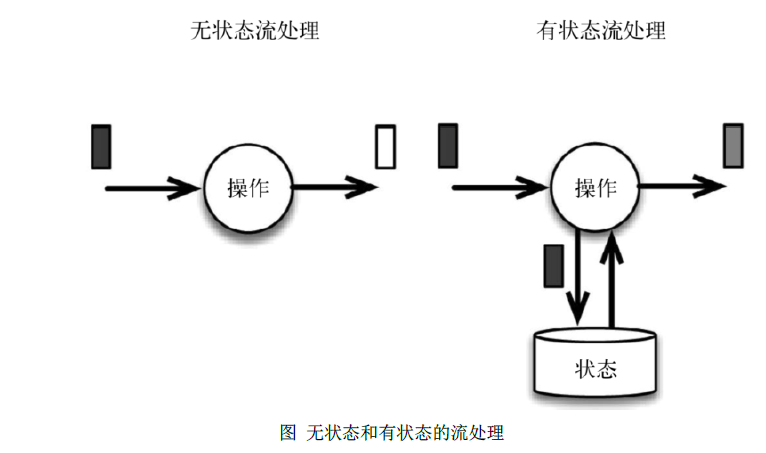 无状态流处理
有状态流处理
操作
操作
状态
图 无状态和有状态的流处理